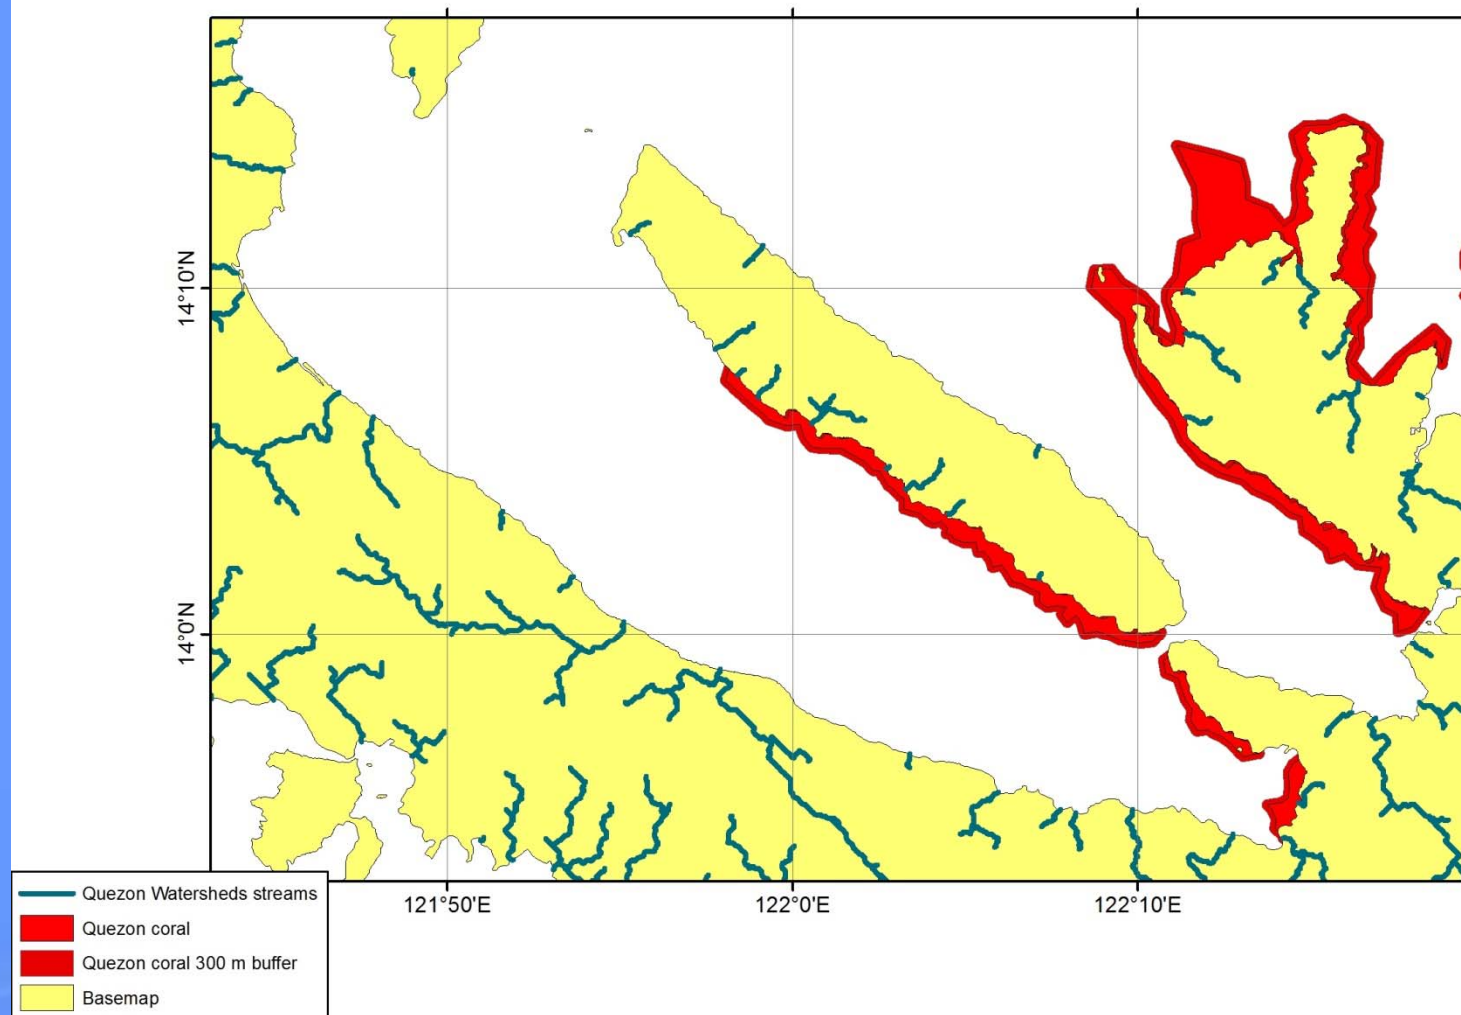 14°10'N
14°0'N
121°50'E 122°0'E 122°10'E
Quezon Watersheds streams
Quezon coral
Quezon coral 300 m buffer
Basemap